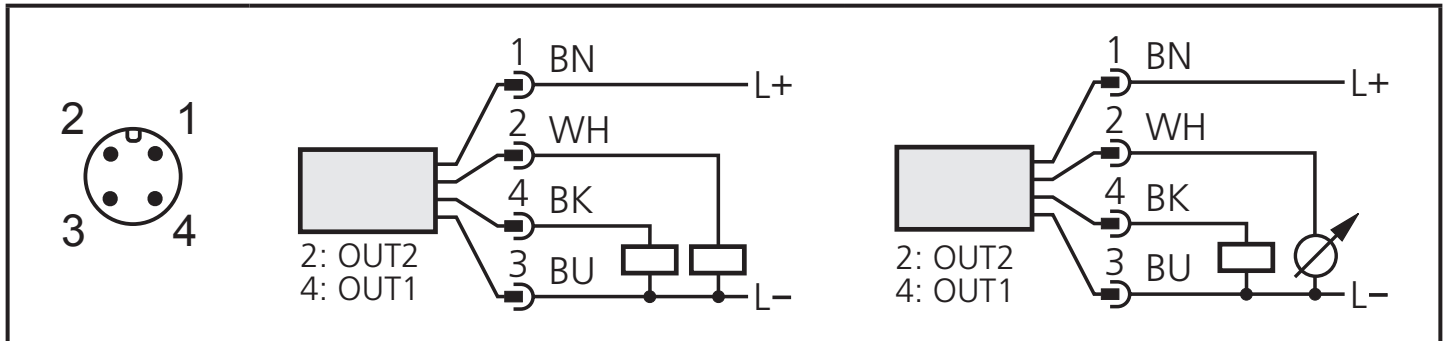 2 1
3 4
1 BN
L+
2 WH
4 BK
3 BU
L–
2: OUT2
4: OUT1
1 BN
L+
2 WH
4 BK
3 BU
L–
2: OUT2
4: OUT1